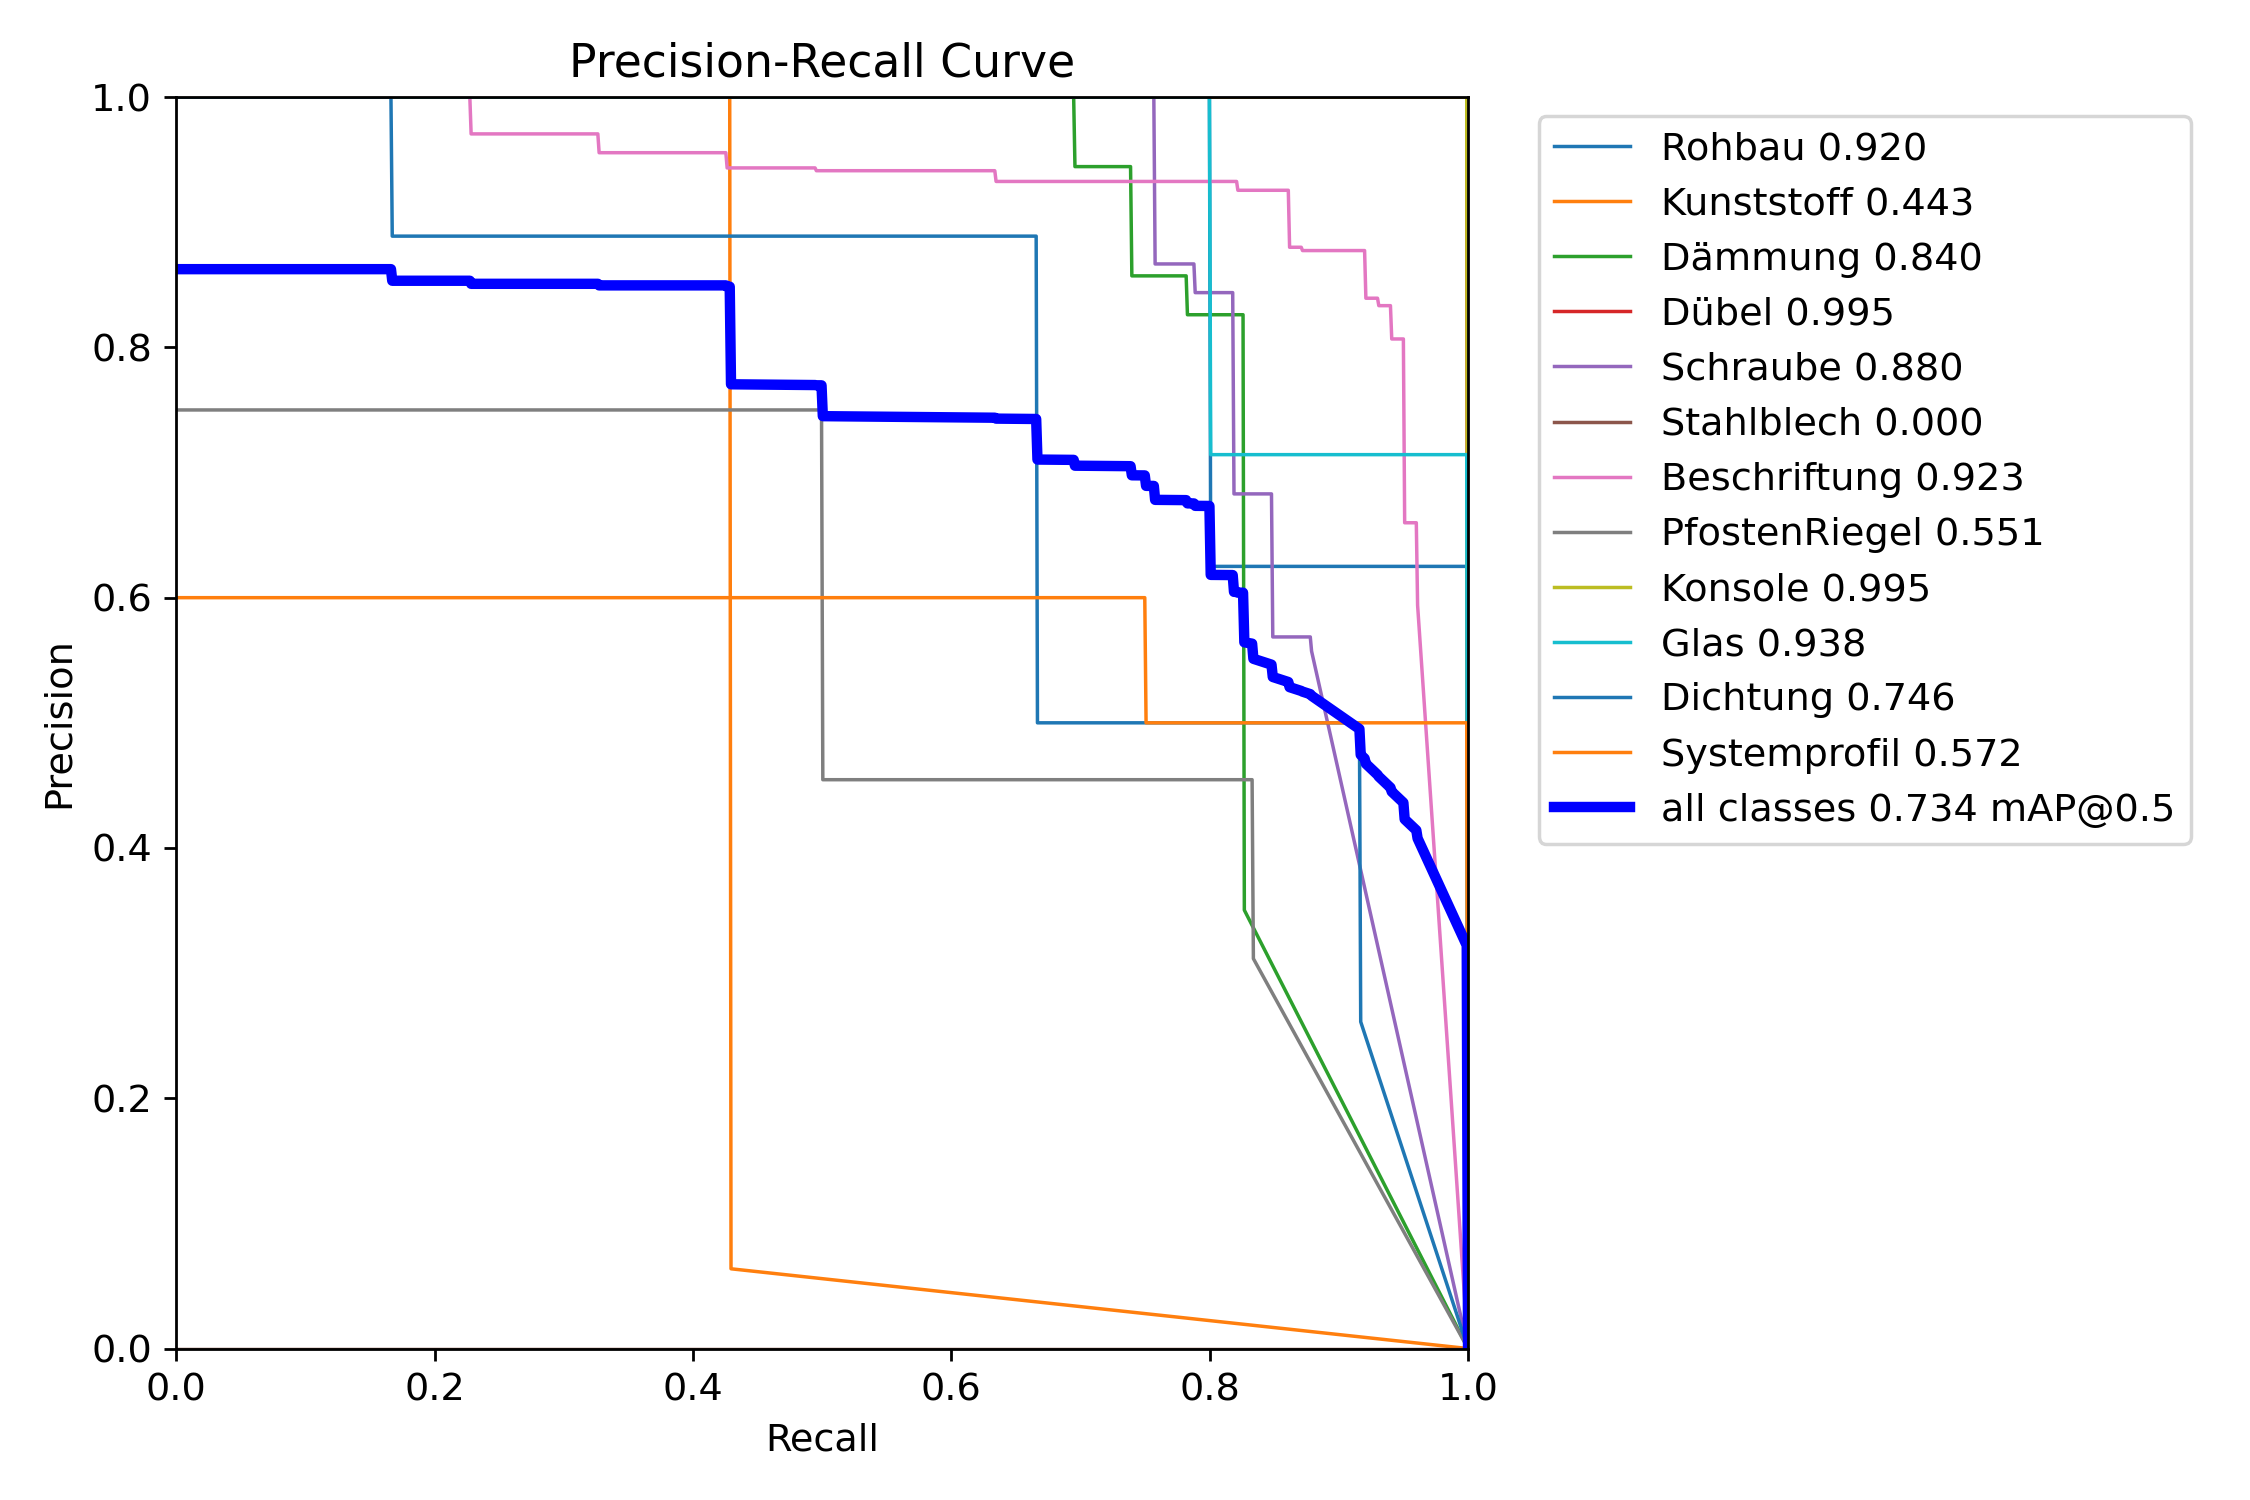 Precision-Recall Curve
1.0
0.8
0.6
0.4
0.2
0.0
Precision
0.0 0.2 0.4 0.6 0.8 1.0
Recall
Rohbau 0.920
Kunststoff 0.443
Dämmung 0.840
Dübel 0.995
Schraube 0.880
Stahlblech 0.000
Beschriftung 0.923
PfostenRiegel 0.551
Konsole 0.995
Glas 0.938
Dichtung 0.746
Systemprofil 0.572
all classes 0.734 mAP@0.5